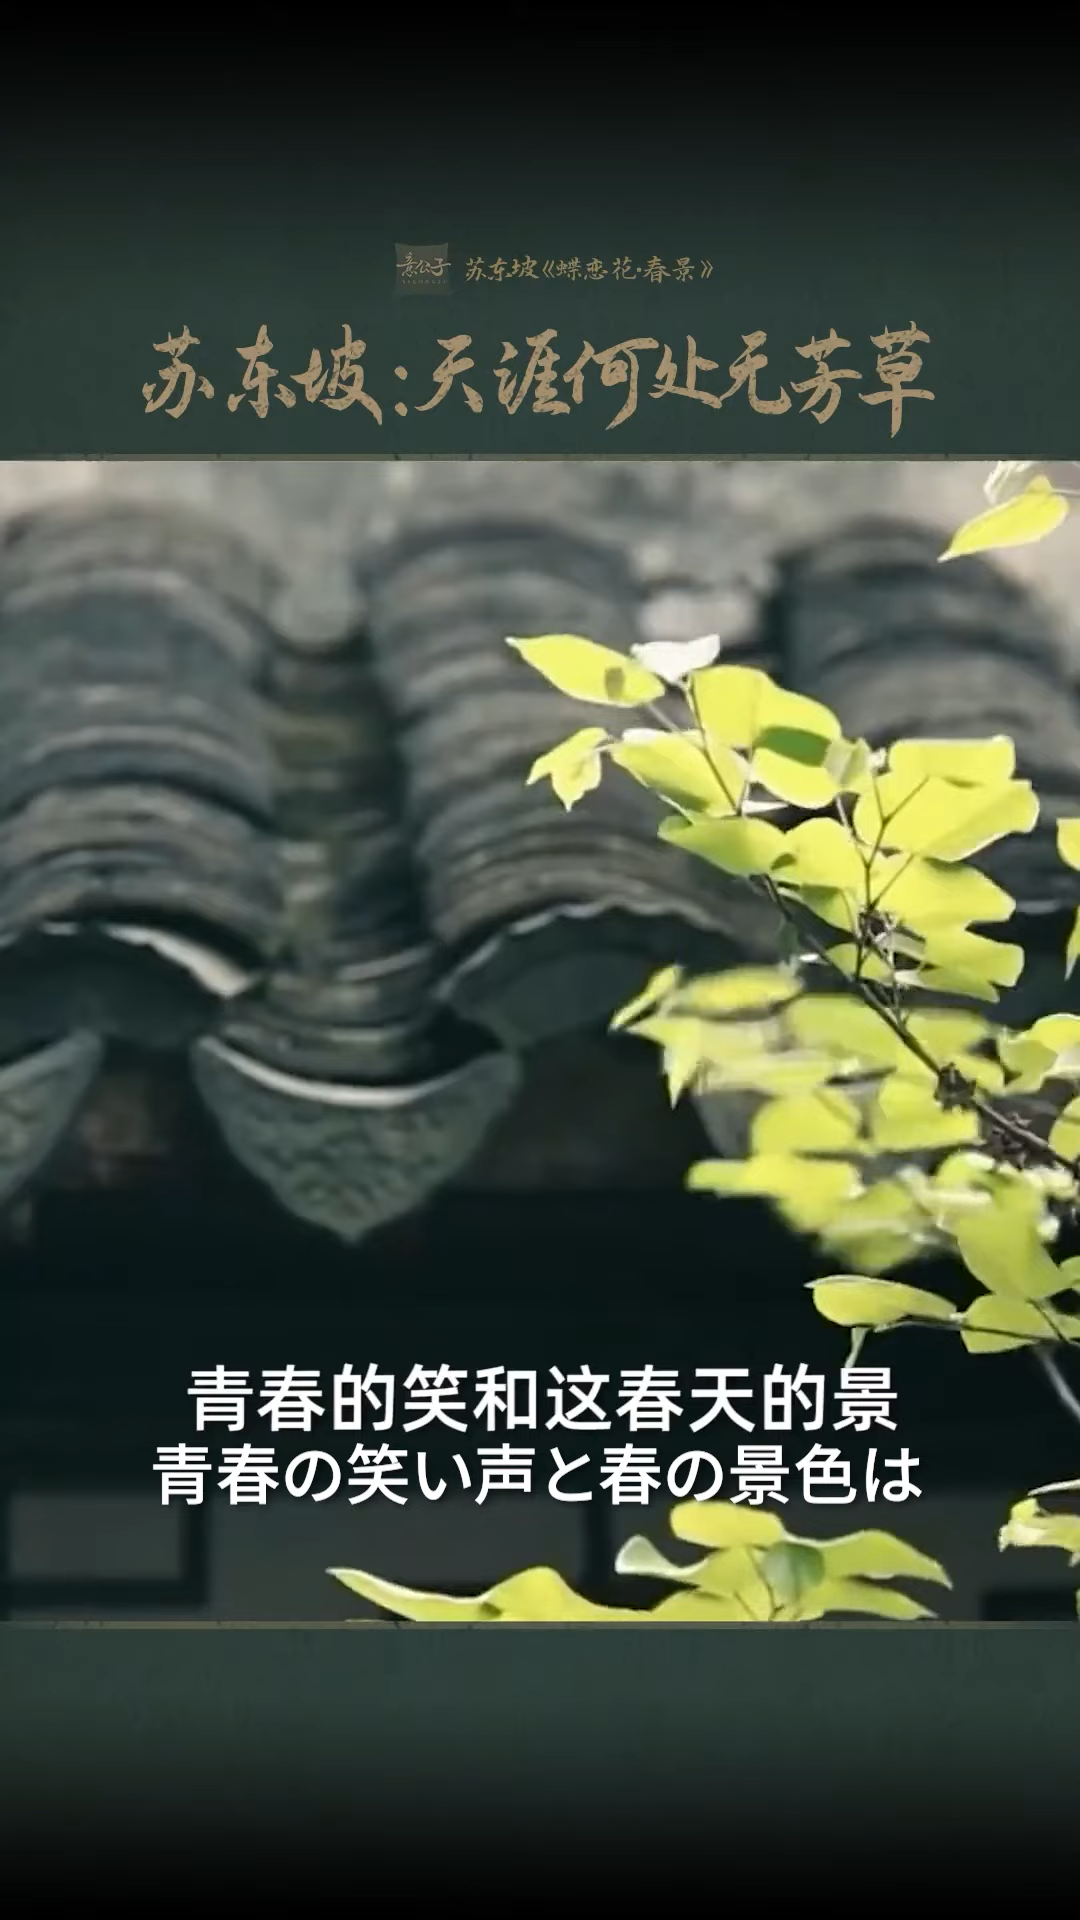 意公子
苏东坡《蝶恋花·春景》
苏东坡:天涯何处无芳草
青春的笑和这春天的景
青春の笑い声と春の景色は